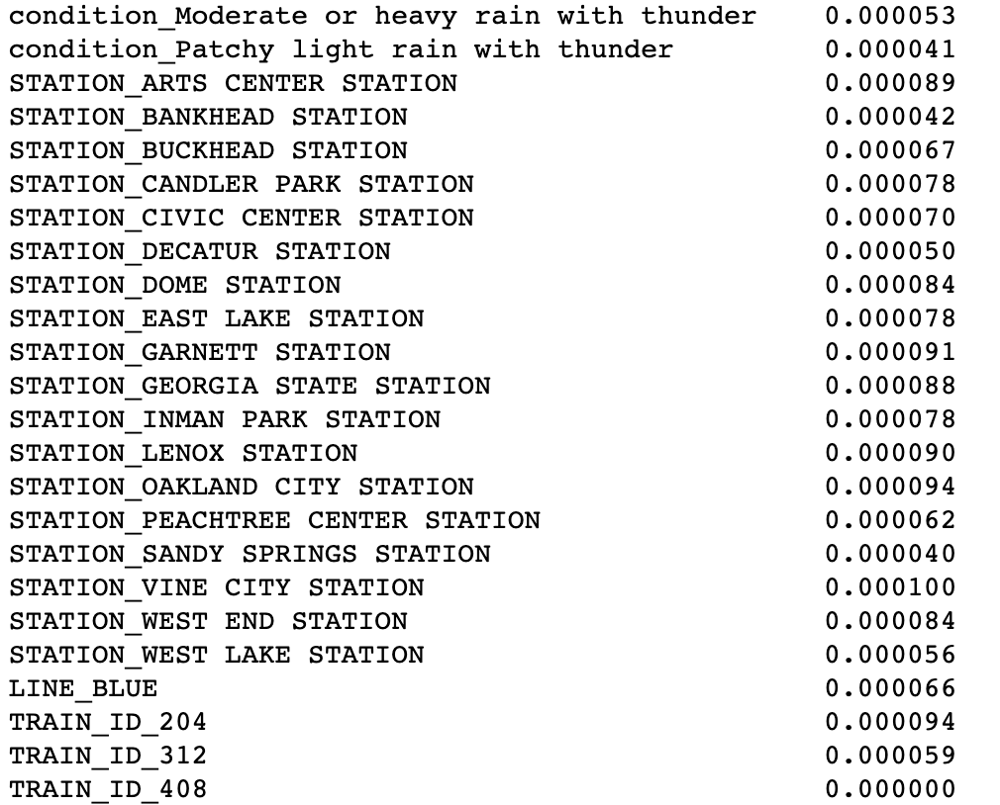 condition_Moderate or heavy rain with thunder 0.000053
condition_Patchy light rain with thunder 0.000041
STATION_ARTS CENTER STATION 0.000089
STATION_BANKHEAD STATION 0.000042
STATION_BUCKHEAD STATION 0.000067
STATION_CANDLER PARK STATION 0.000078
STATION_CIVIC CENTER STATION 0.000070
STATION_DECATUR STATION 0.000050
STATION_DOME STATION 0.000084
STATION_EAST LAKE STATION 0.000078
STATION_GARNETT STATION 0.000091
STATION_GEORGIA STATE STATION 0.000088
STATION_INMAN PARK STATION 0.000078
STATION_LENOX STATION 0.000090
STATION_OAKLAND CITY STATION 0.000094
STATION_PEACHTREE CENTER STATION 0.000062
STATION_SANDY SPRINGS STATION 0.000040
STATION_VINE CITY STATION 0.000100
STATION_WEST END STATION 0.000084
STATION_WEST LAKE STATION 0.000056
LINE_BLUE 0.000066
TRAIN_ID_204 0.000094
TRAIN_ID_312 0.000059
TRAIN_ID_408 0.000000